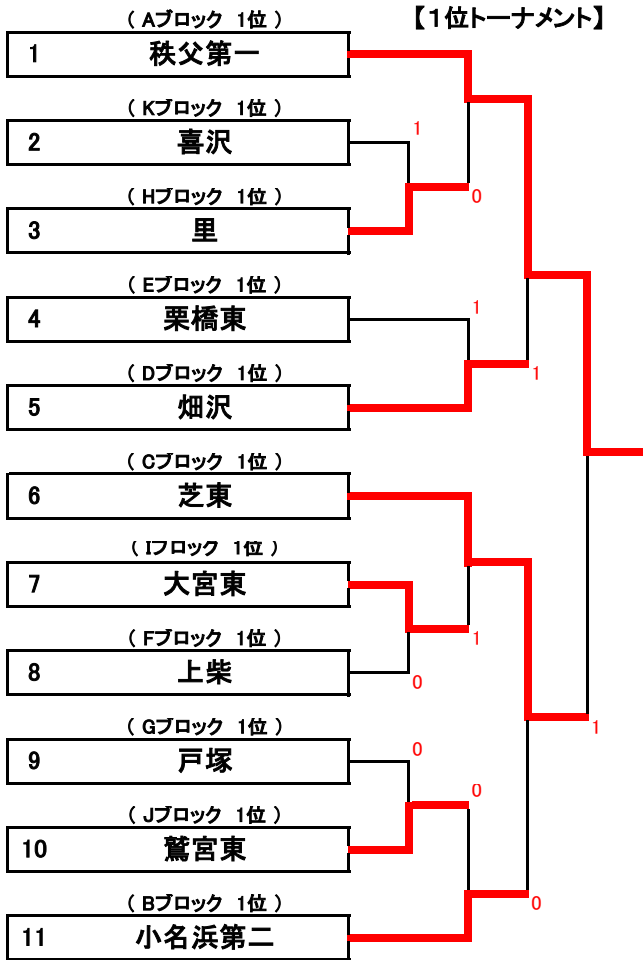 【１位トーナメント】
（ Aブロック 1位 ）
1 秩父第一
（ Kブロック 1位 ）
2 喜沢
1
（ Hブロック 1位 ）
3 里
0
（ Eブロック 1位 ）
4 栗橋東
1
（ Dブロック 1位 ）
5 畑沢
1
（ Cブロック 1位 ）
6 芝東
（ Iブロック 1位 ）
7 大宮東
1
（ Fブロック 1位 ）
8 上柴
0
（ Gブロック 1位 ）
1
9 戸塚
0
0
（ Jブロック 1位 ）
10 鷲宮東
（ Bブロック 1位 ）
0
11 小名浜第二